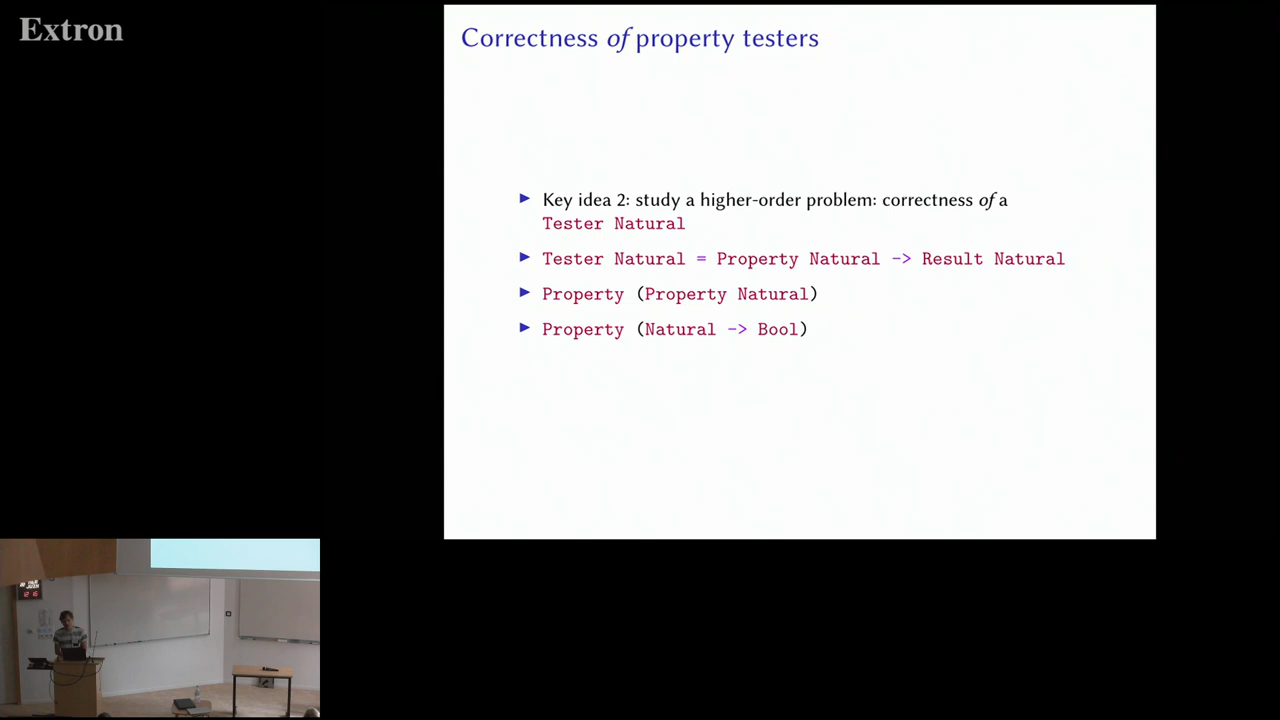 Extron
Correctness of property testers
► Key idea 2: study a higher-order problem: correctness of a
Tester Natural
► Tester Natural = Property Natural -> Result Natural
► Property (Property Natural)
► Property (Natural -> Bool)